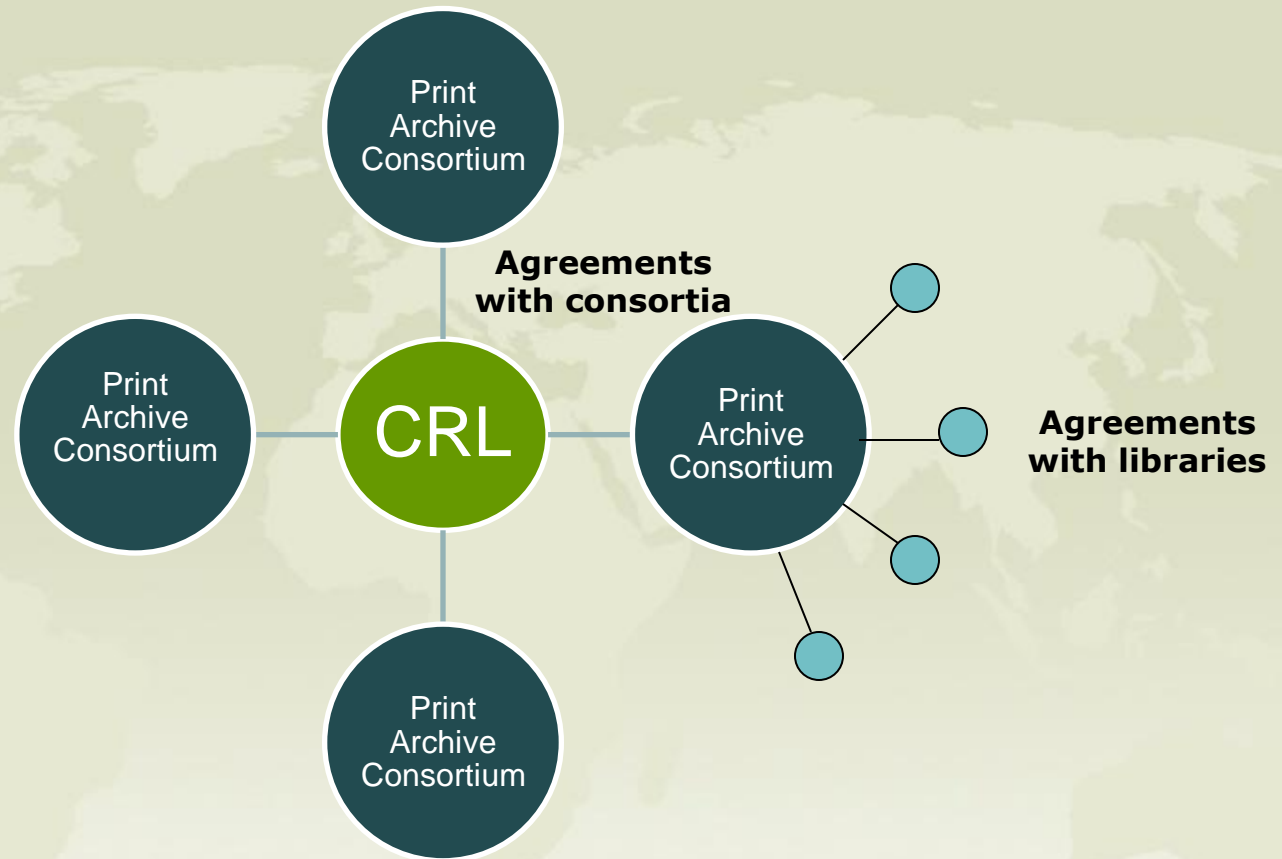 Print
Archive
Consortium
Agreements
with consortia
Print
Archive
Consortium
CRL
Print
Archive
Consortium
Agreements
with libraries
Print
Archive
Consortium